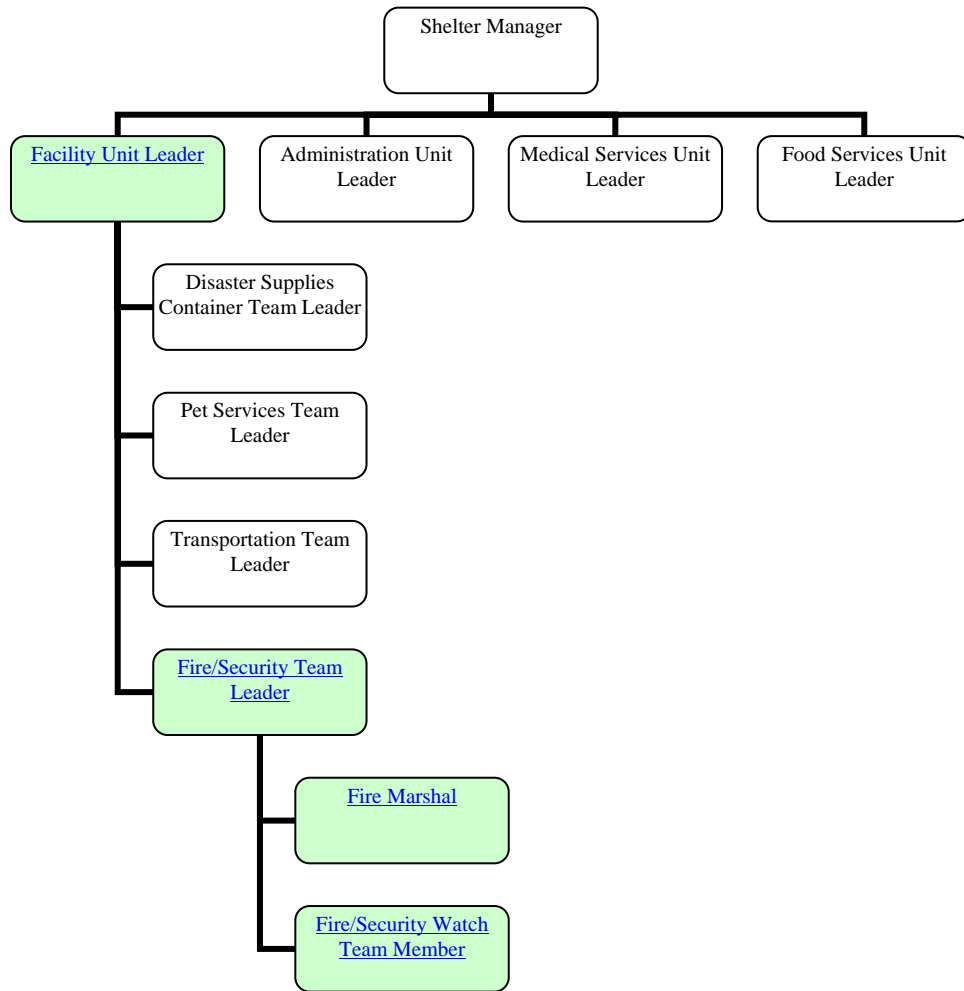 Shelter Manager
Facility Unit Leader
Administration Unit
Leader
Medical Services Unit
Leader
Food Services Unit
Leader
Disaster Supplies
Container Team Leader
Pet Services Team
Leader
Transportation Team
Leader
Fire/Security Team
Leader
Fire Marshal
Fire/Security Watch
Team Member